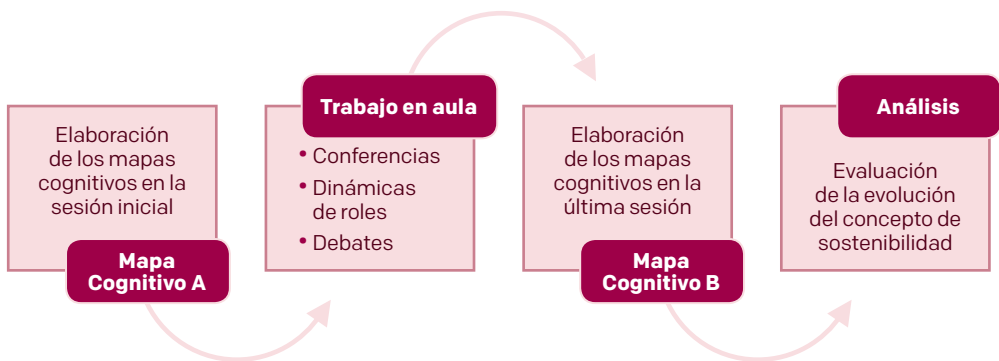 Elaboración
de los mapas
cognitivos en la
sesión inicial
Mapa
Cognitivo A
Trabajo en aula
• Conferencias
• Dinámicas
de roles
• Debates
Elaboración
de los mapas
cognitivos en la
última sesión
Mapa
Cognitivo B
Análisis
Evaluación
de la evolución
del concepto de
sostenibilidad